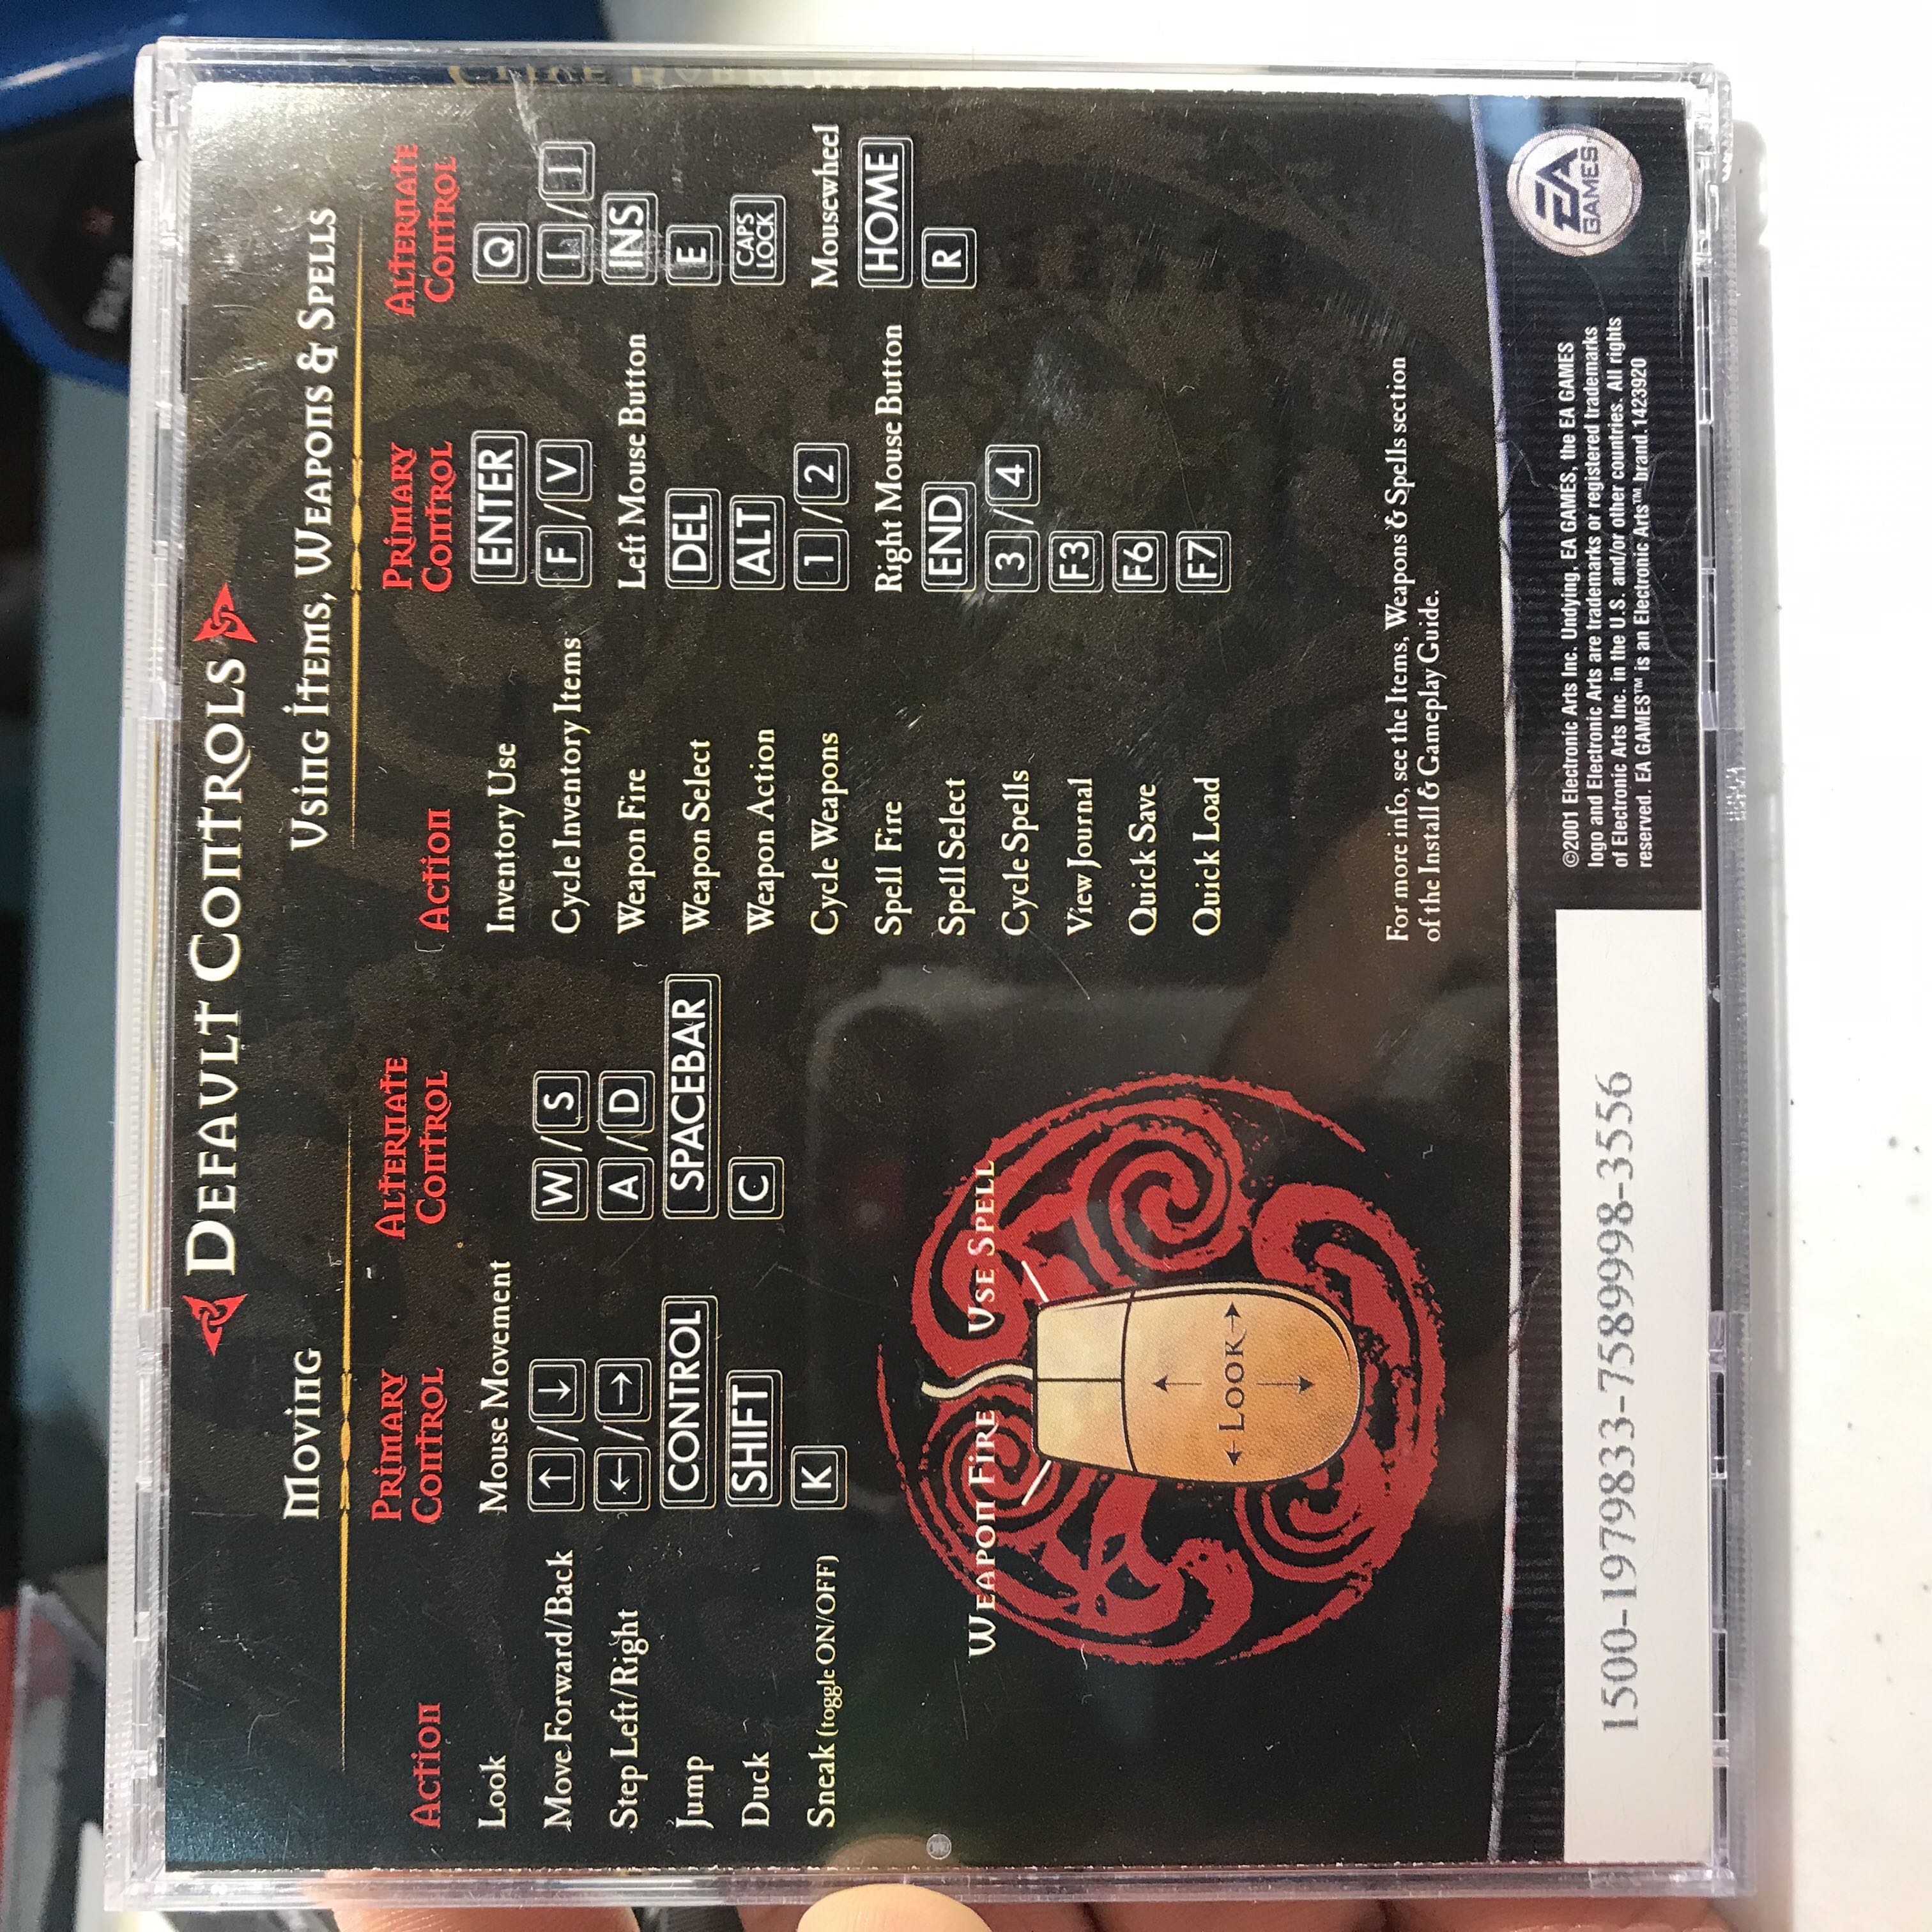 DEFAULT CONTROLS
MOVING
Action Primary Control Alternate Control
Look Mouse Movement
Move Forward/Back ↑/↓ W/S
Step Left/Right ←/→ A/D
Jump CONTROL SPACEBAR
Duck SHIFT C
Sneak (toggle ON/OFF) K
WEAPON FIRE USE SPELL
←LOOK→
USING ITEMS, WEAPONS & SPELLS
Action Primary Control Alternate Control
Inventory Use ENTER Q
Cycle Inventory Items F/V [/]
Weapon Fire Left Mouse Button INS
Weapon Select DEL E
Weapon Action ALT CAPS LOCK
Cycle Weapons 1/2 Mousewheel
Spell Fire Right Mouse Button HOME
Spell Select END R
Cycle Spells 3/4
View Journal F3
Quick Save F6
Quick Load F7
For more info, see the Items, Weapons & Spells section
of the Install & Gameplay Guide.
1500-1979833-7589998-3556
©2001 Electronic Arts Inc. Undying, EA GAMES, the EA GAMES
logo and Electronic Arts are trademarks or registered trademarks
of Electronic Arts Inc. in the U.S. and/or other countries. All rights
reserved. EA GAMES™ is an Electronic Arts™ brand. 1423920
EA
GAMES